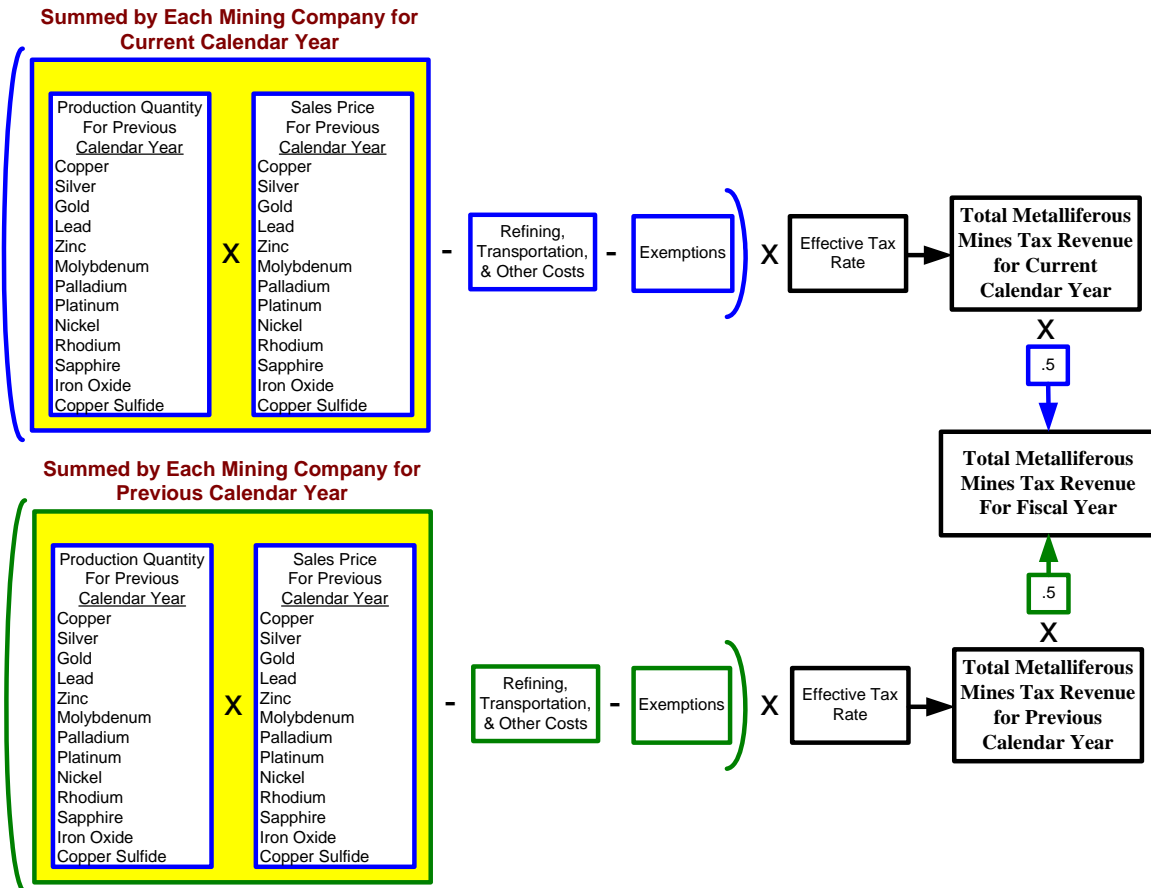 Summed by Each Mining Company for
Current Calendar Year
Production Quantity
For Previous
Calendar Year
Copper
Silver
Gold
Lead
Zinc
Molybdenum
Palladium
Platinum
Nickel
Rhodium
Sapphire
Iron Oxide
Copper Sulfide
X
Sales Price
For Previous
Calendar Year
Copper
Silver
Gold
Lead
Zinc
Molybdenum
Palladium
Platinum
Nickel
Rhodium
Sapphire
Iron Oxide
Copper Sulfide
-
Refining,
Transportation,
& Other Costs
-
Exemptions
X
Effective Tax
Rate
Total Metalliferous
Mines Tax Revenue
for Current
Calendar Year
X
.5
Total Metalliferous
Mines Tax Revenue
For Fiscal Year
Summed by Each Mining Company for
Previous Calendar Year
Production Quantity
For Previous
Calendar Year
Copper
Silver
Gold
Lead
Zinc
Molybdenum
Palladium
Platinum
Nickel
Rhodium
Sapphire
Iron Oxide
Copper Sulfide
X
Sales Price
For Previous
Calendar Year
Copper
Silver
Gold
Lead
Zinc
Molybdenum
Palladium
Platinum
Nickel
Rhodium
Sapphire
Iron Oxide
Copper Sulfide
-
Refining,
Transportation,
& Other Costs
-
Exemptions
X
Effective Tax
Rate
.5
X
Total Metalliferous
Mines Tax Revenue
for Previous
Calendar Year